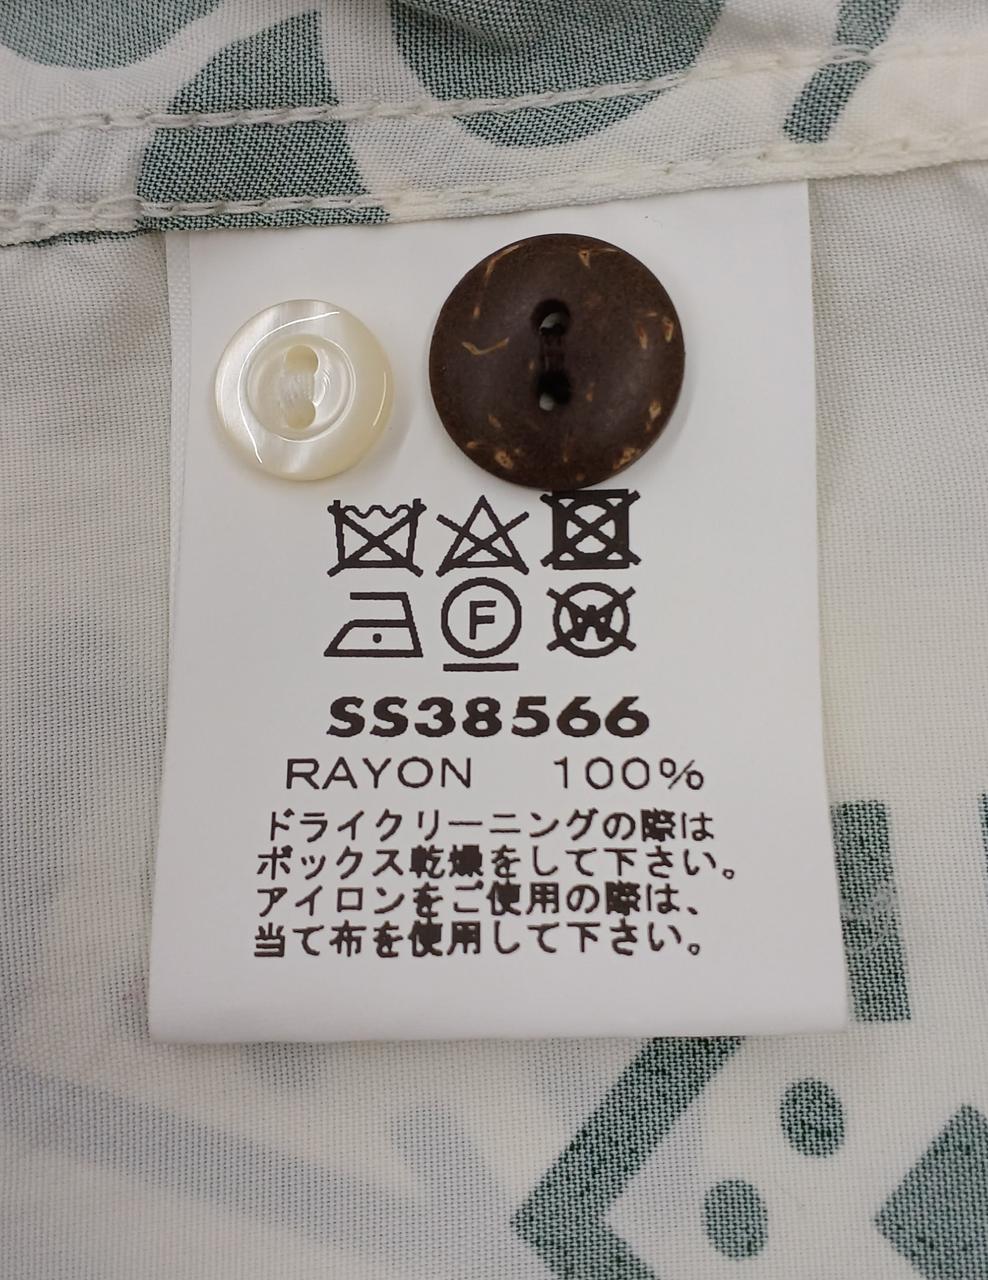 F
W
SS38566
RAYON 100%
ドライクリーニングの際は
ボックス乾燥をして下さい。
アイロンをご使用の際は、
当て布を使用して下さい。